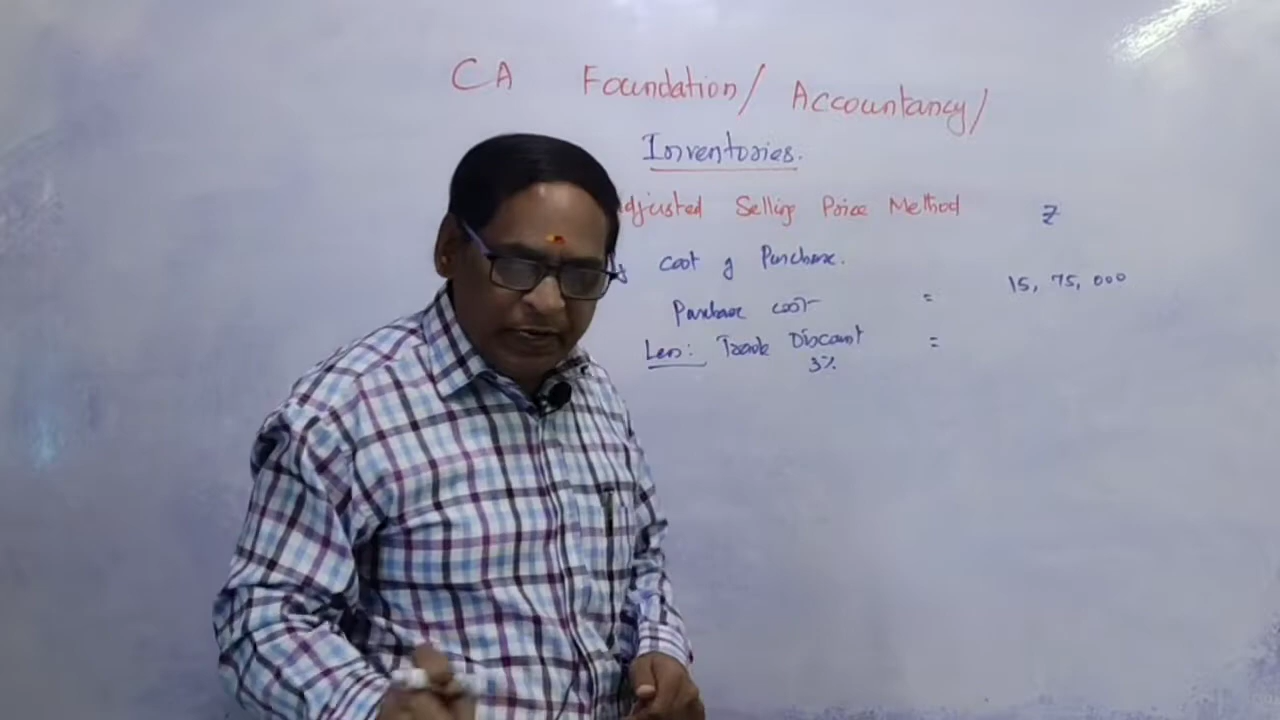 CA Foundation/ Accountancy/
Inventories.
djusted Selling Price Method ₹
cost of Purchase.
Purchase cost = 15, 75, 000
Less: Trade Discount =
3%